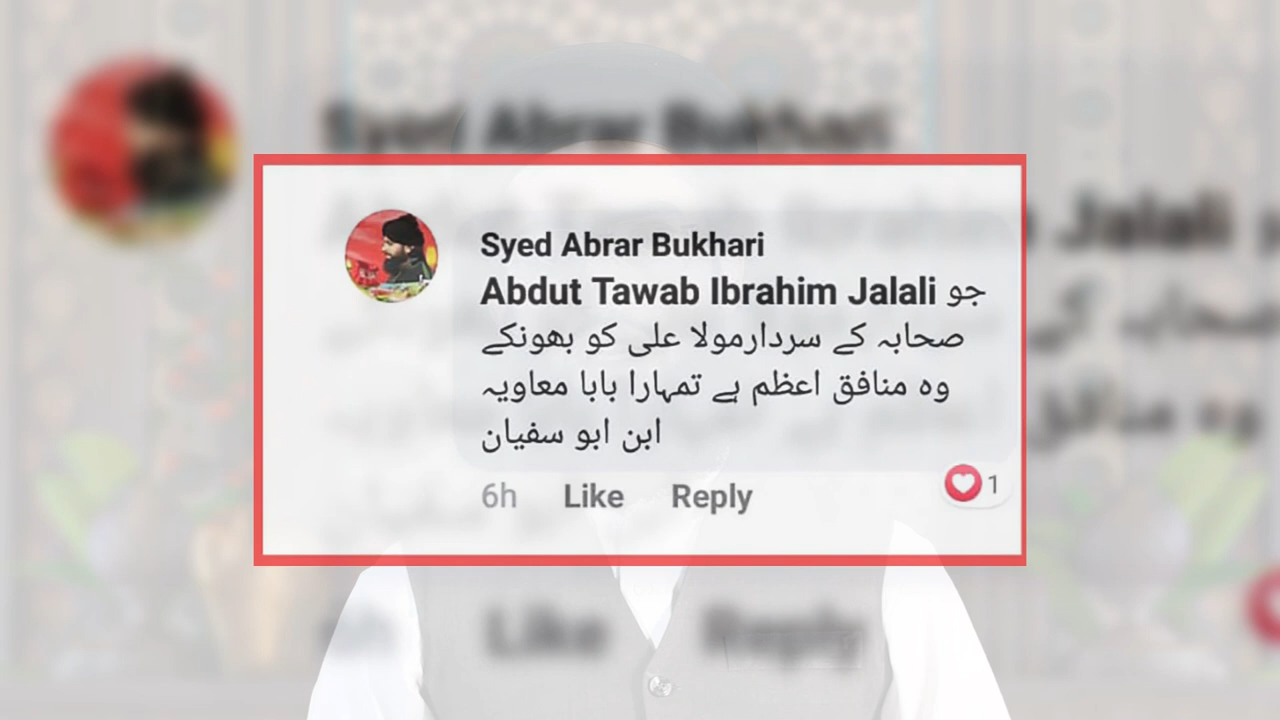 Syed Abrar Bukhari
Abdut Tawab Ibrahim Jalali جو
صحابہ کے سردارمولا علی کو بھونکے
وہ منافق اعظم ہے تمہارا بابا معاویہ
ابن ابو سفیان
6h Like Reply 1